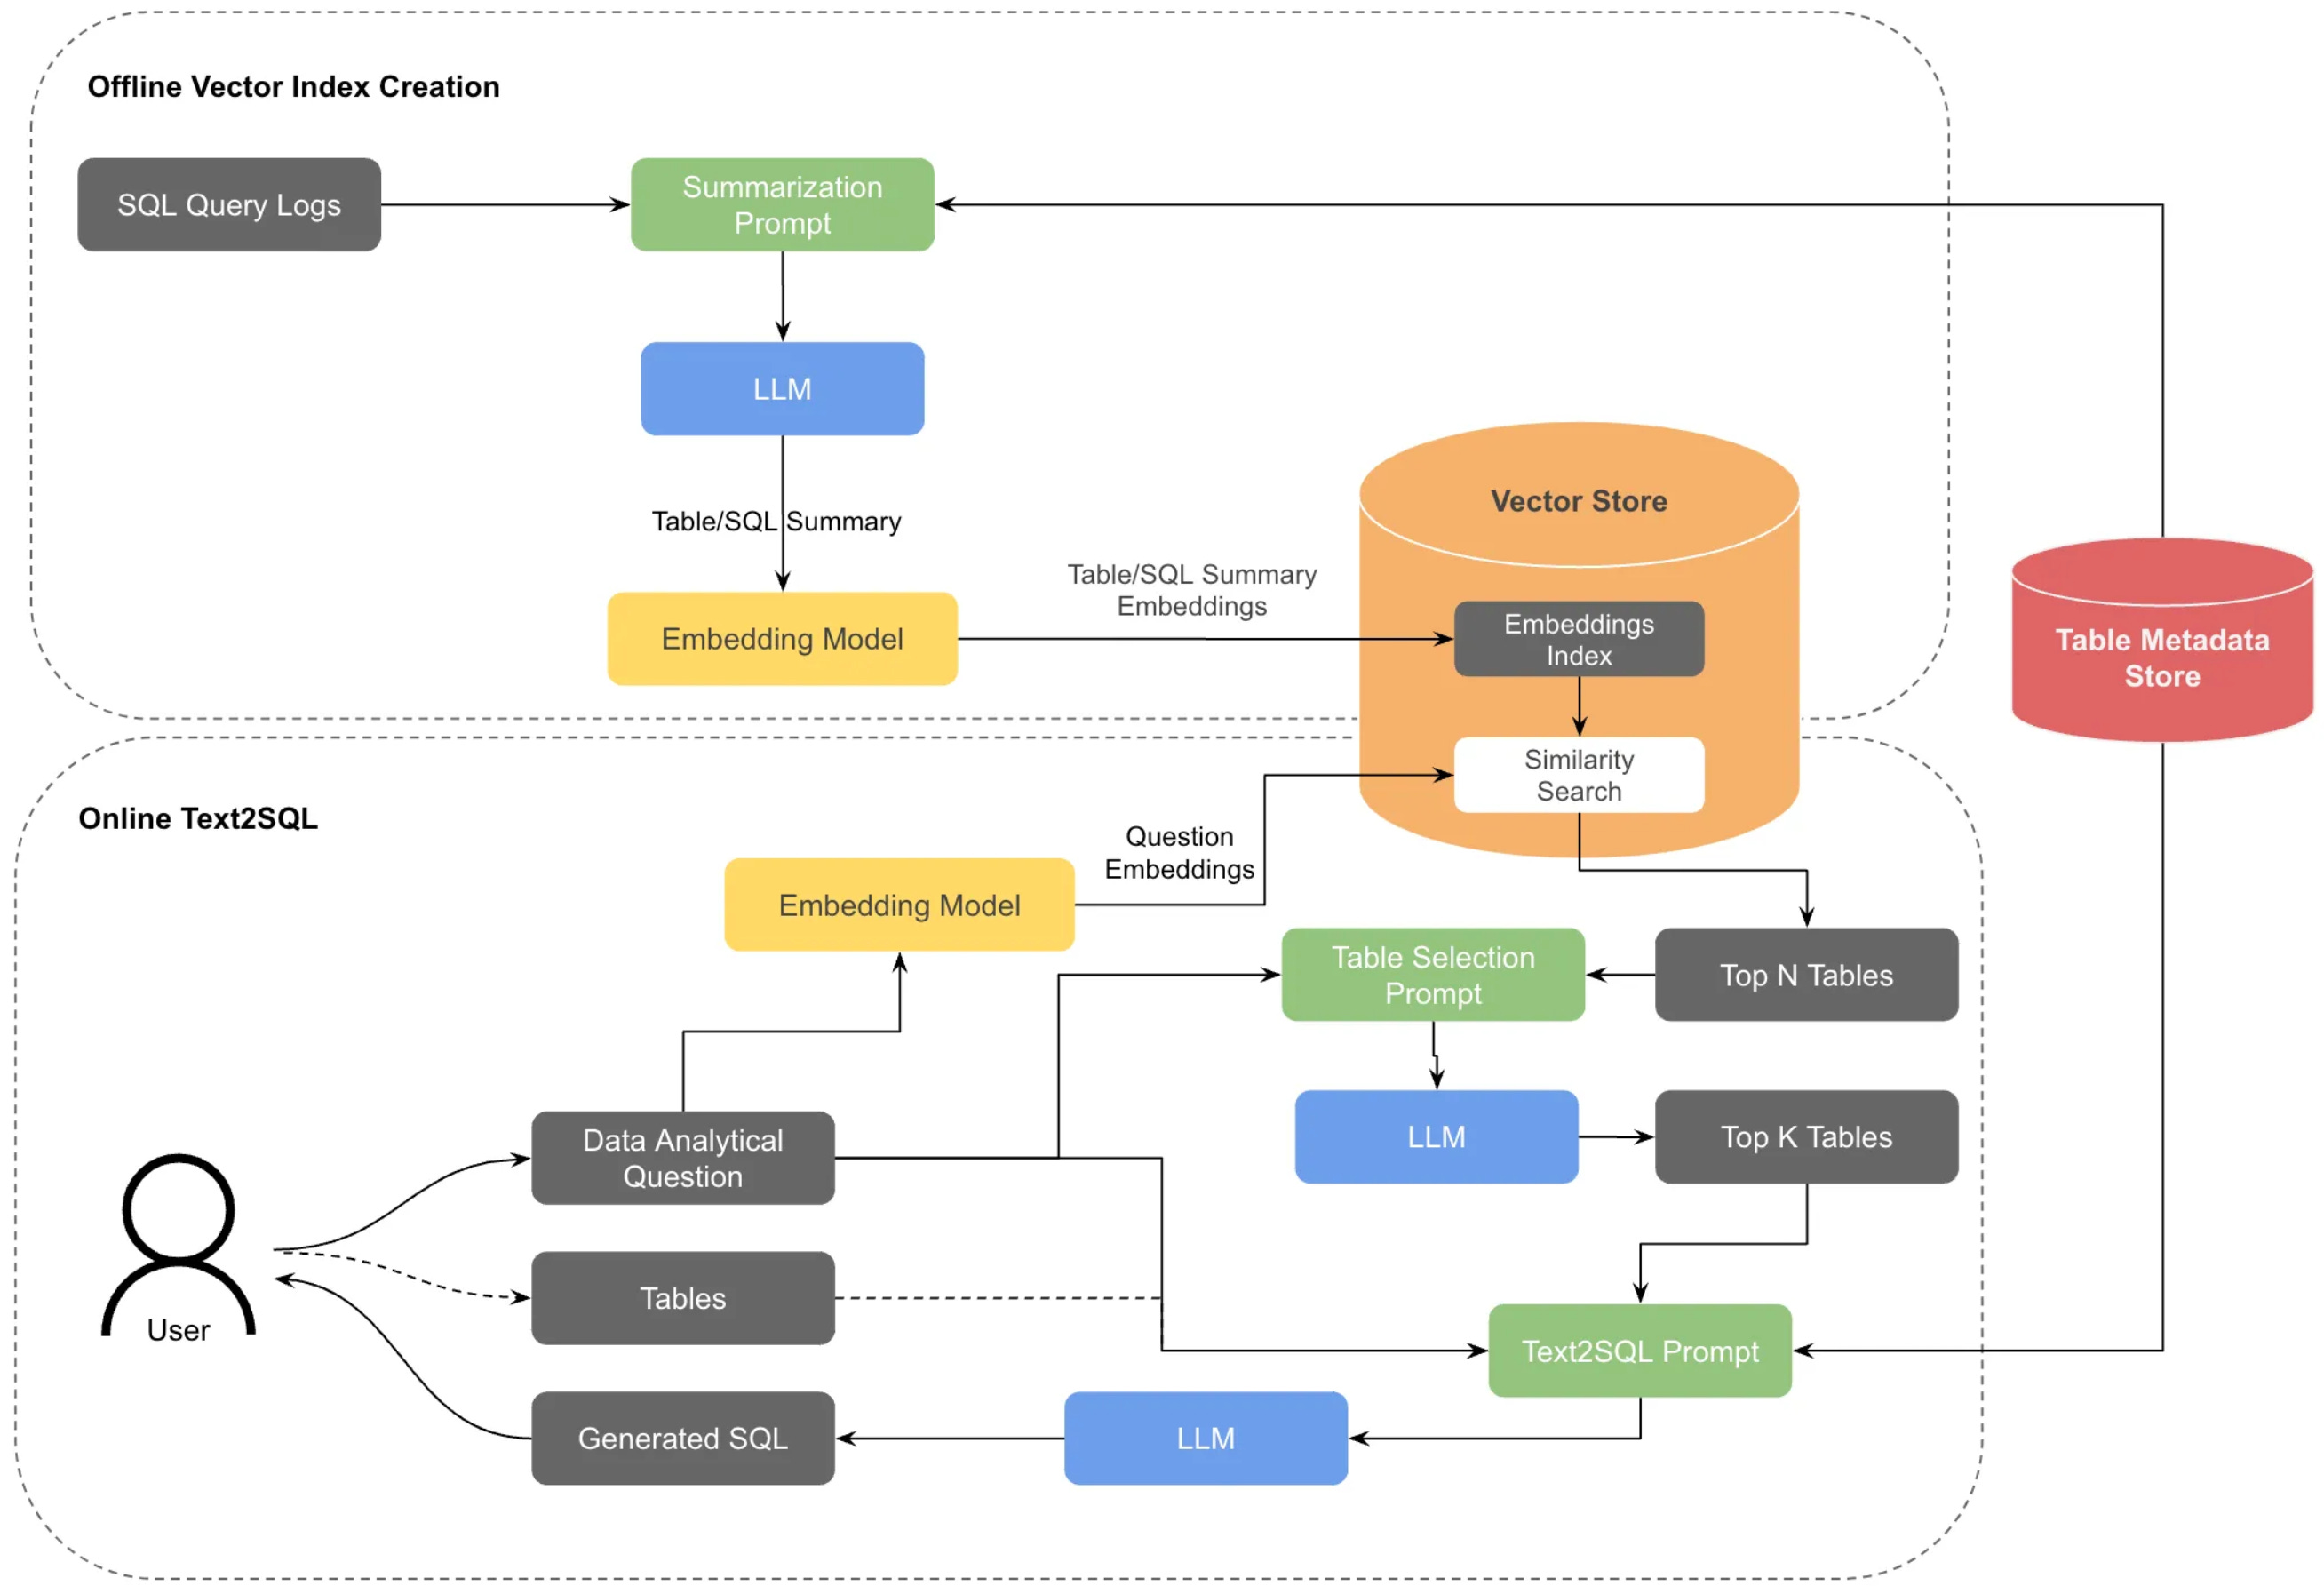 Offline Vector Index Creation
SQL Query Logs
Summarization
Prompt
LLM
Table/SQL Summary
Embedding Model
Table/SQL Summary
Embeddings
Vector Store
Embeddings
Index
Similarity
Search
Table Metadata
Store
Online Text2SQL
Embedding Model
Question
Embeddings
Table Selection
Prompt
Top N Tables
LLM
Top K Tables
Data Analytical
Question
Tables
User
Text2SQL Prompt
Generated SQL
LLM